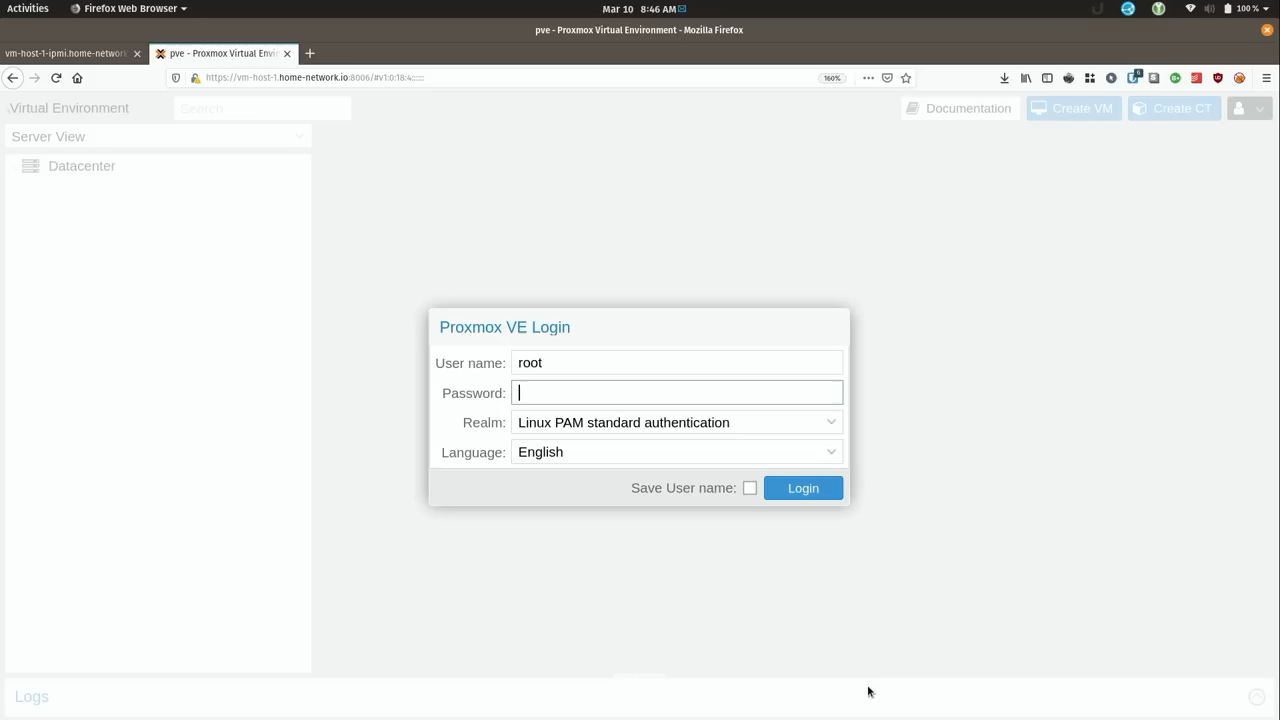 Activities Firefox Web Browser Mar 10 8:46 AM 100 %
pve - Proxmox Virtual Environment - Mozilla Firefox
vm-host-1-ipmi.home-network pve - Proxmox Virtual Envi
https://vm-host-1.home-network.io:8006/#v1:0:18:4:::::: 160%
Virtual Environment Search Documentation Create VM Create CT
Server View
Datacenter
Proxmox VE Login
User name: root
Password:
Realm: Linux PAM standard authentication
Language: English
Save User name: Login
Logs